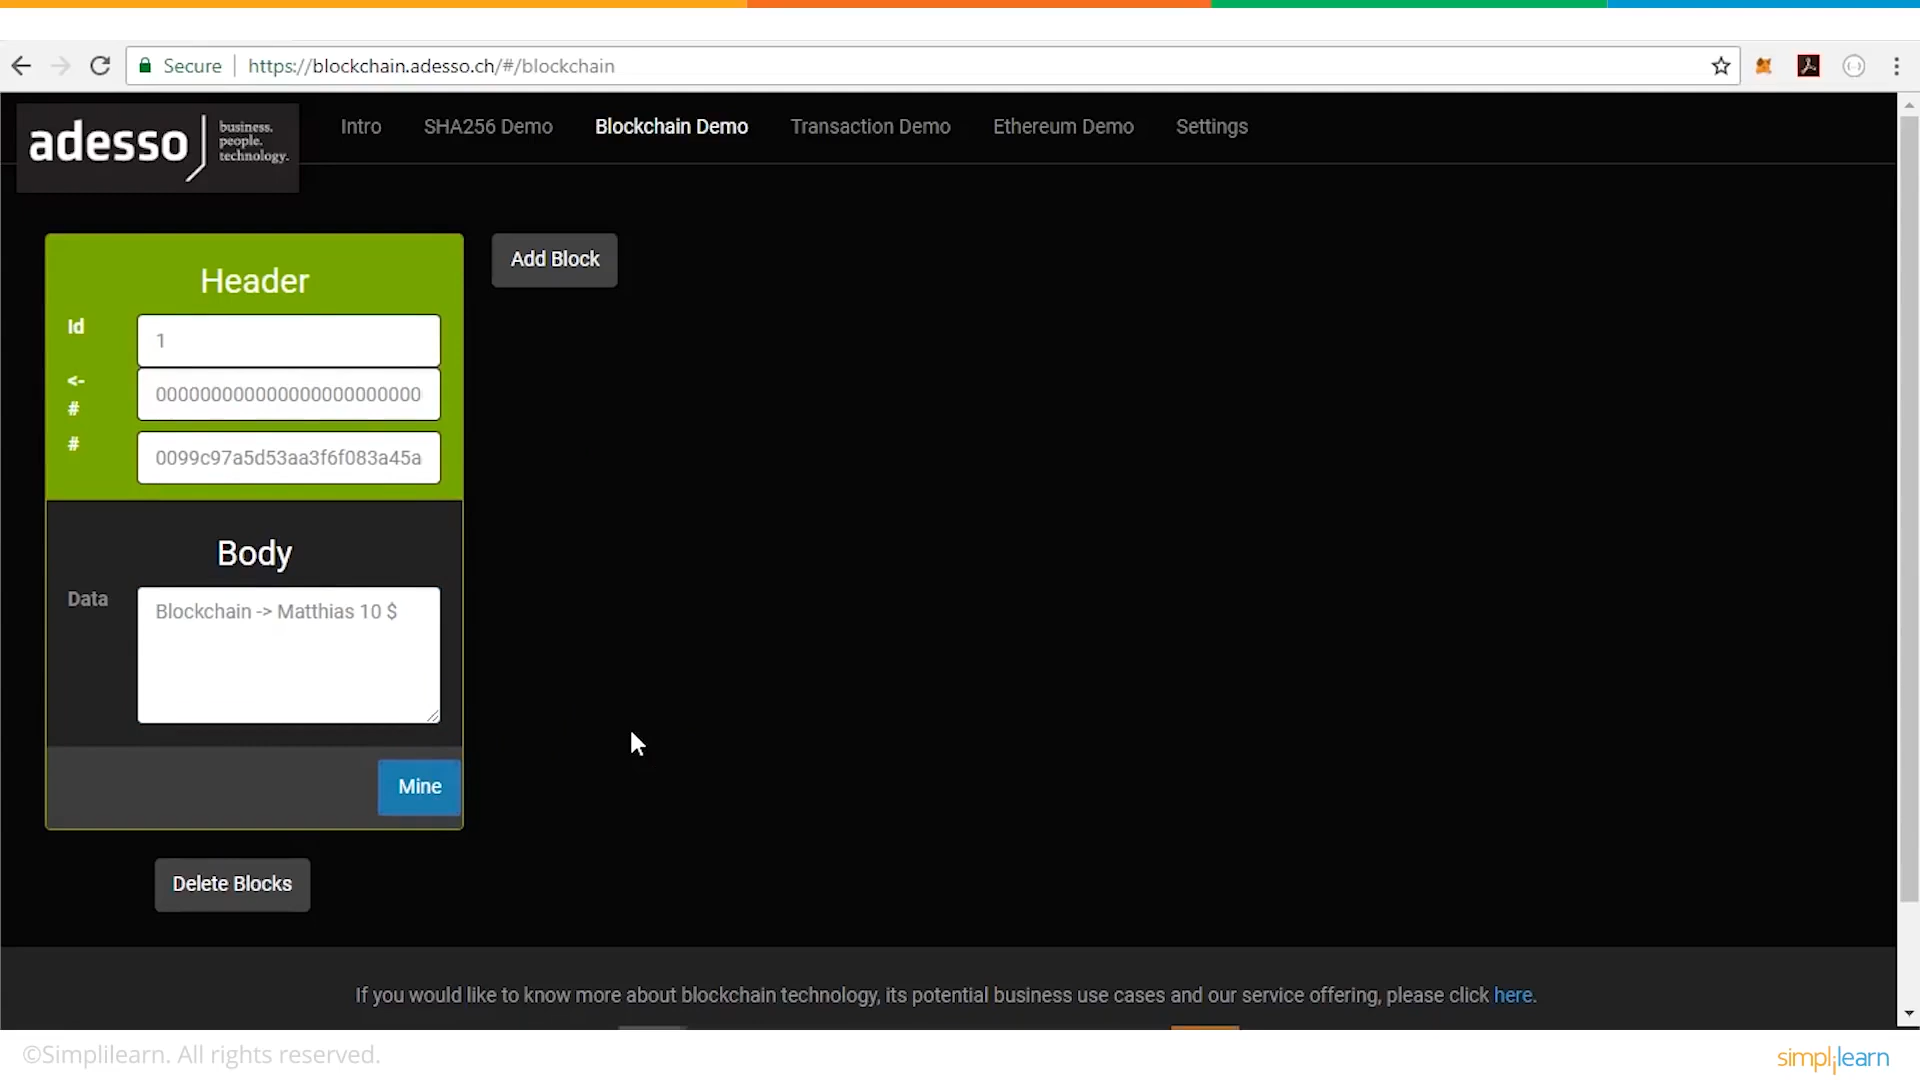 Secure
https://blockchain.adesso.ch/#/blockchain
adesso
business.
people.
technology.
Intro
SHA256 Demo
Blockchain Demo
Transaction Demo
Ethereum Demo
Settings
Header
Add Block
Id
1
<-
#
000000000000000000000000
#
0099c97a5d53aa3f6f083a45a
Body
Data
Blockchain -> Matthias 10 $
Mine
Delete Blocks
If you would like to know more about blockchain technology, its potential business use cases and our service offering, please click here.
©Simplilearn. All rights reserved.
simplilearn